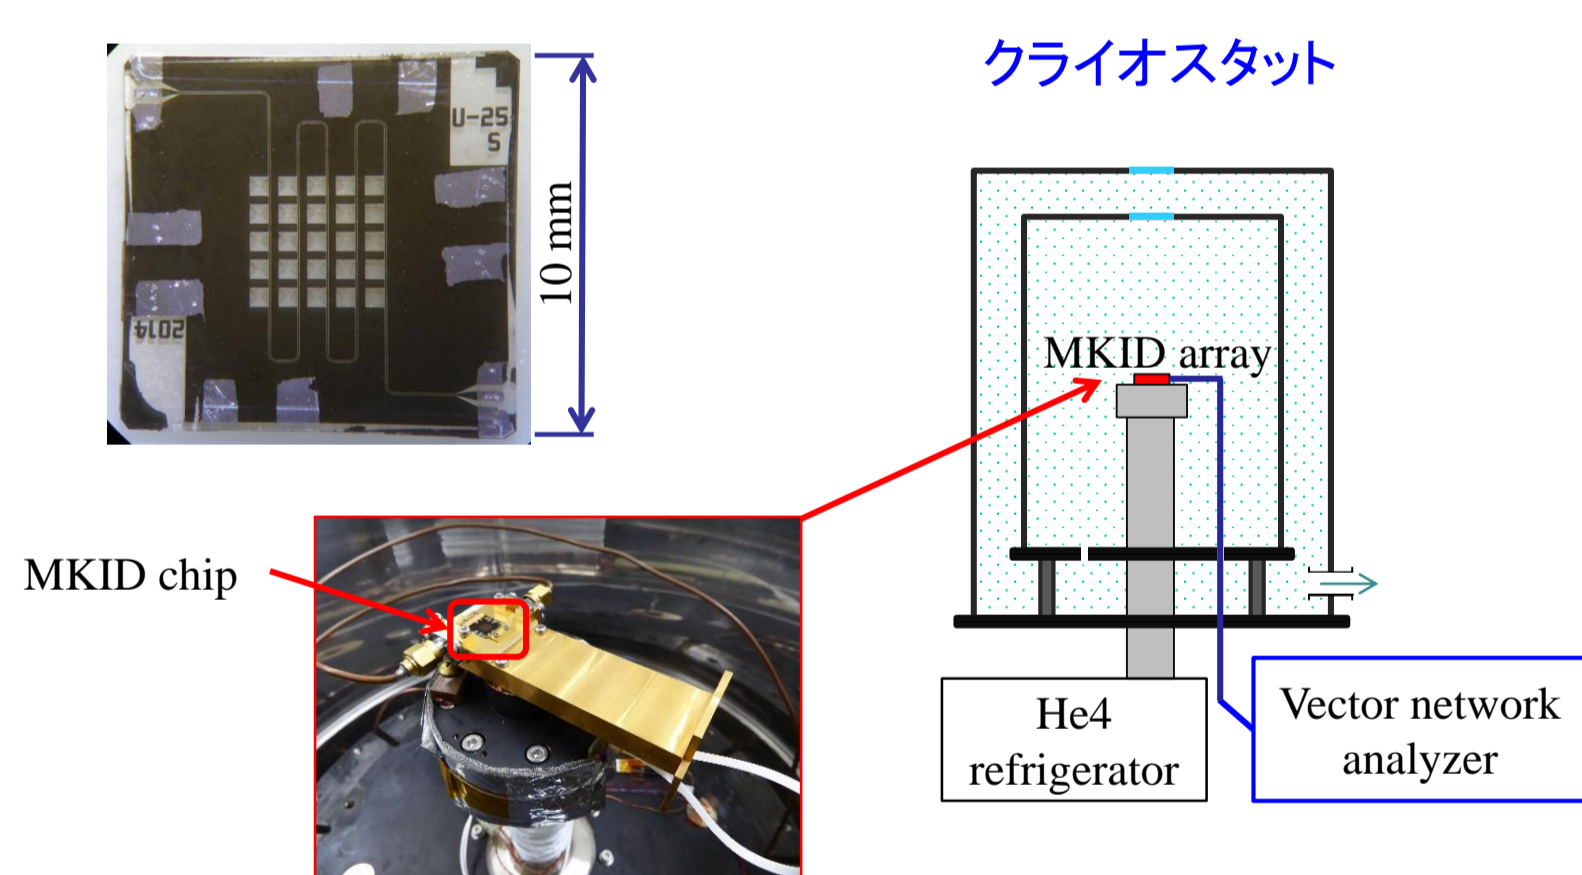 クライオスタット
U-25
S
10 mm
2014
MKID array
MKID chip
He4
refrigerator
Vector network
analyzer